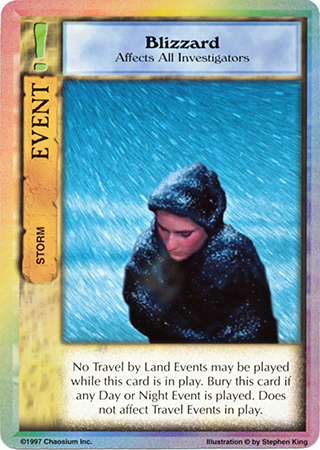 Blizzard
Affects All Investigators
!
EVENT
STORM
No Travel by Land Events may be played
while this card is in play. Bury this card if
any Day or Night Event is played. Does
not affect Travel Events in play.
©1997 Chaosium Inc.
Illustration © by Stephen King